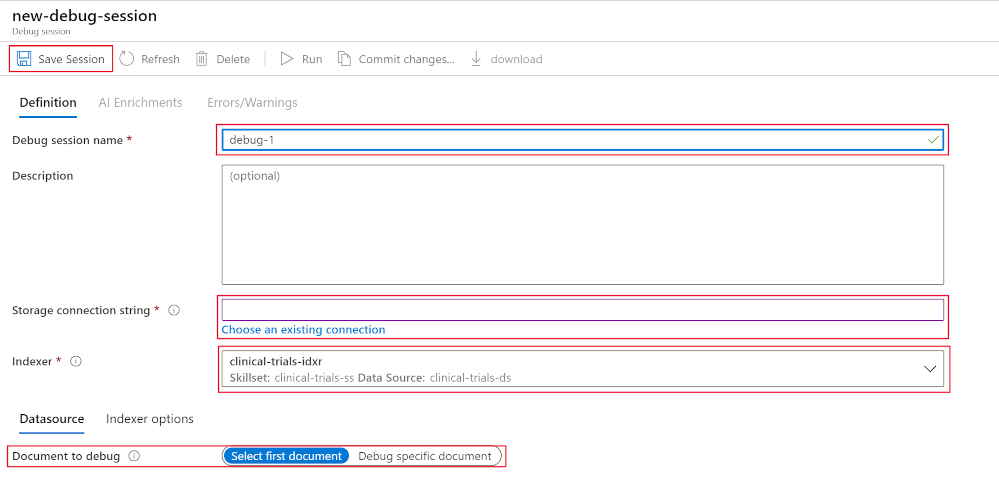 new-debug-session
Debug session
Save Session Refresh Delete Run Commit changes... download
Definition AI Enrichments Errors/Warnings
Debug session name * debug-1
Description (optional)
Storage connection string *
Choose an existing connection
Indexer * clinical-trials-idxr
Skillset: clinical-trials-ss Data Source: clinical-trials-ds
Datasource Indexer options
Document to debug Select first document Debug specific document